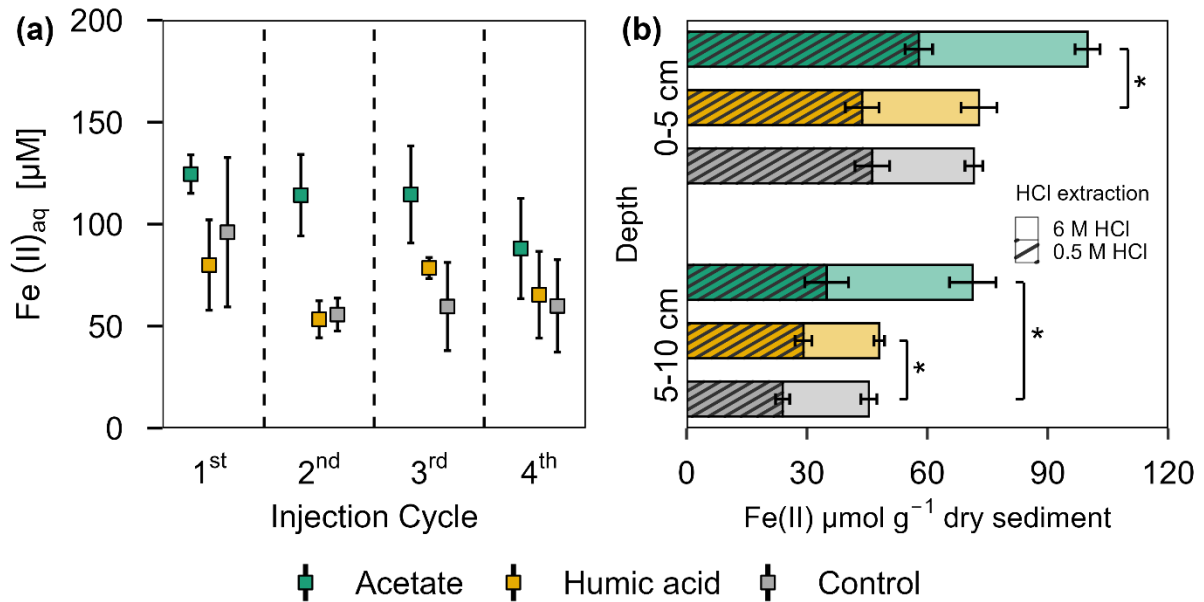 (a)
200
150
100
50
0
Fe (II)aq [µM]
1st
2nd
3rd
4th
Injection Cycle
(b)
0-5 cm
5-10 cm
Depth
*
*
*
HCl extraction
6 M HCl
0.5 M HCl
0 30 60 90 120
Fe(II) µmol g−1 dry sediment
Acetate Humic acid Control